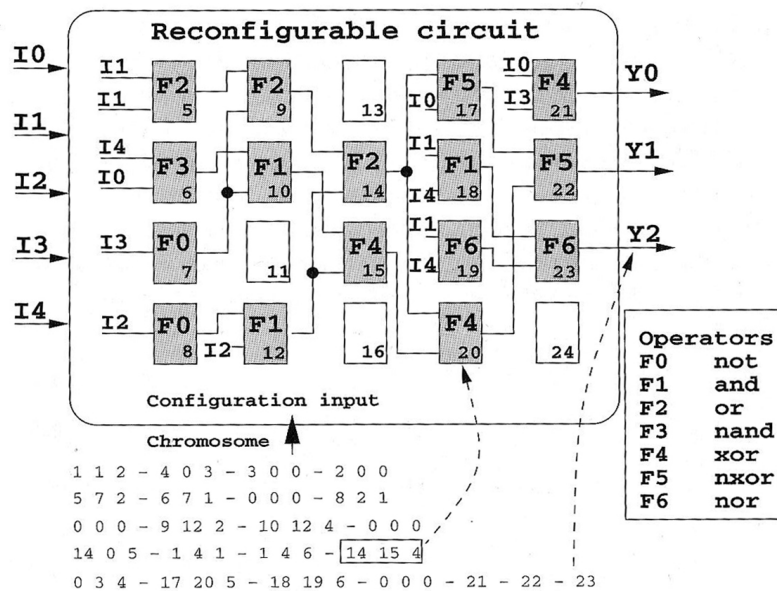 Reconfigurable circuit
I0
I1
I2
I3
I4
I1
I1
F2
5
F2
9
13
I0
F5
17
I0
I3
F4
21
Y0
I4
I0
F3
6
F1
10
F2
14
I1
I4
F1
18
F5
22
Y1
I3
F0
7
11
F4
15
I1
I4
F6
19
F6
23
Y2
I2
F0
8
I2
F1
12
16
F4
20
24
Configuration input
Chromosome
1 1 2 - 4 0 3 - 3 0 0 - 2 0 0
5 7 2 - 6 7 1 - 0 0 0 - 8 2 1
0 0 0 - 9 12 2 - 10 12 4 - 0 0 0
14 0 5 - 1 4 1 - 1 4 6 - 14 15 4
0 3 4 - 17 20 5 - 18 19 6 - 0 0 0 - 21 - 22 - 23
Operators
F0 not
F1 and
F2 or
F3 nand
F4 xor
F5 nxor
F6 nor